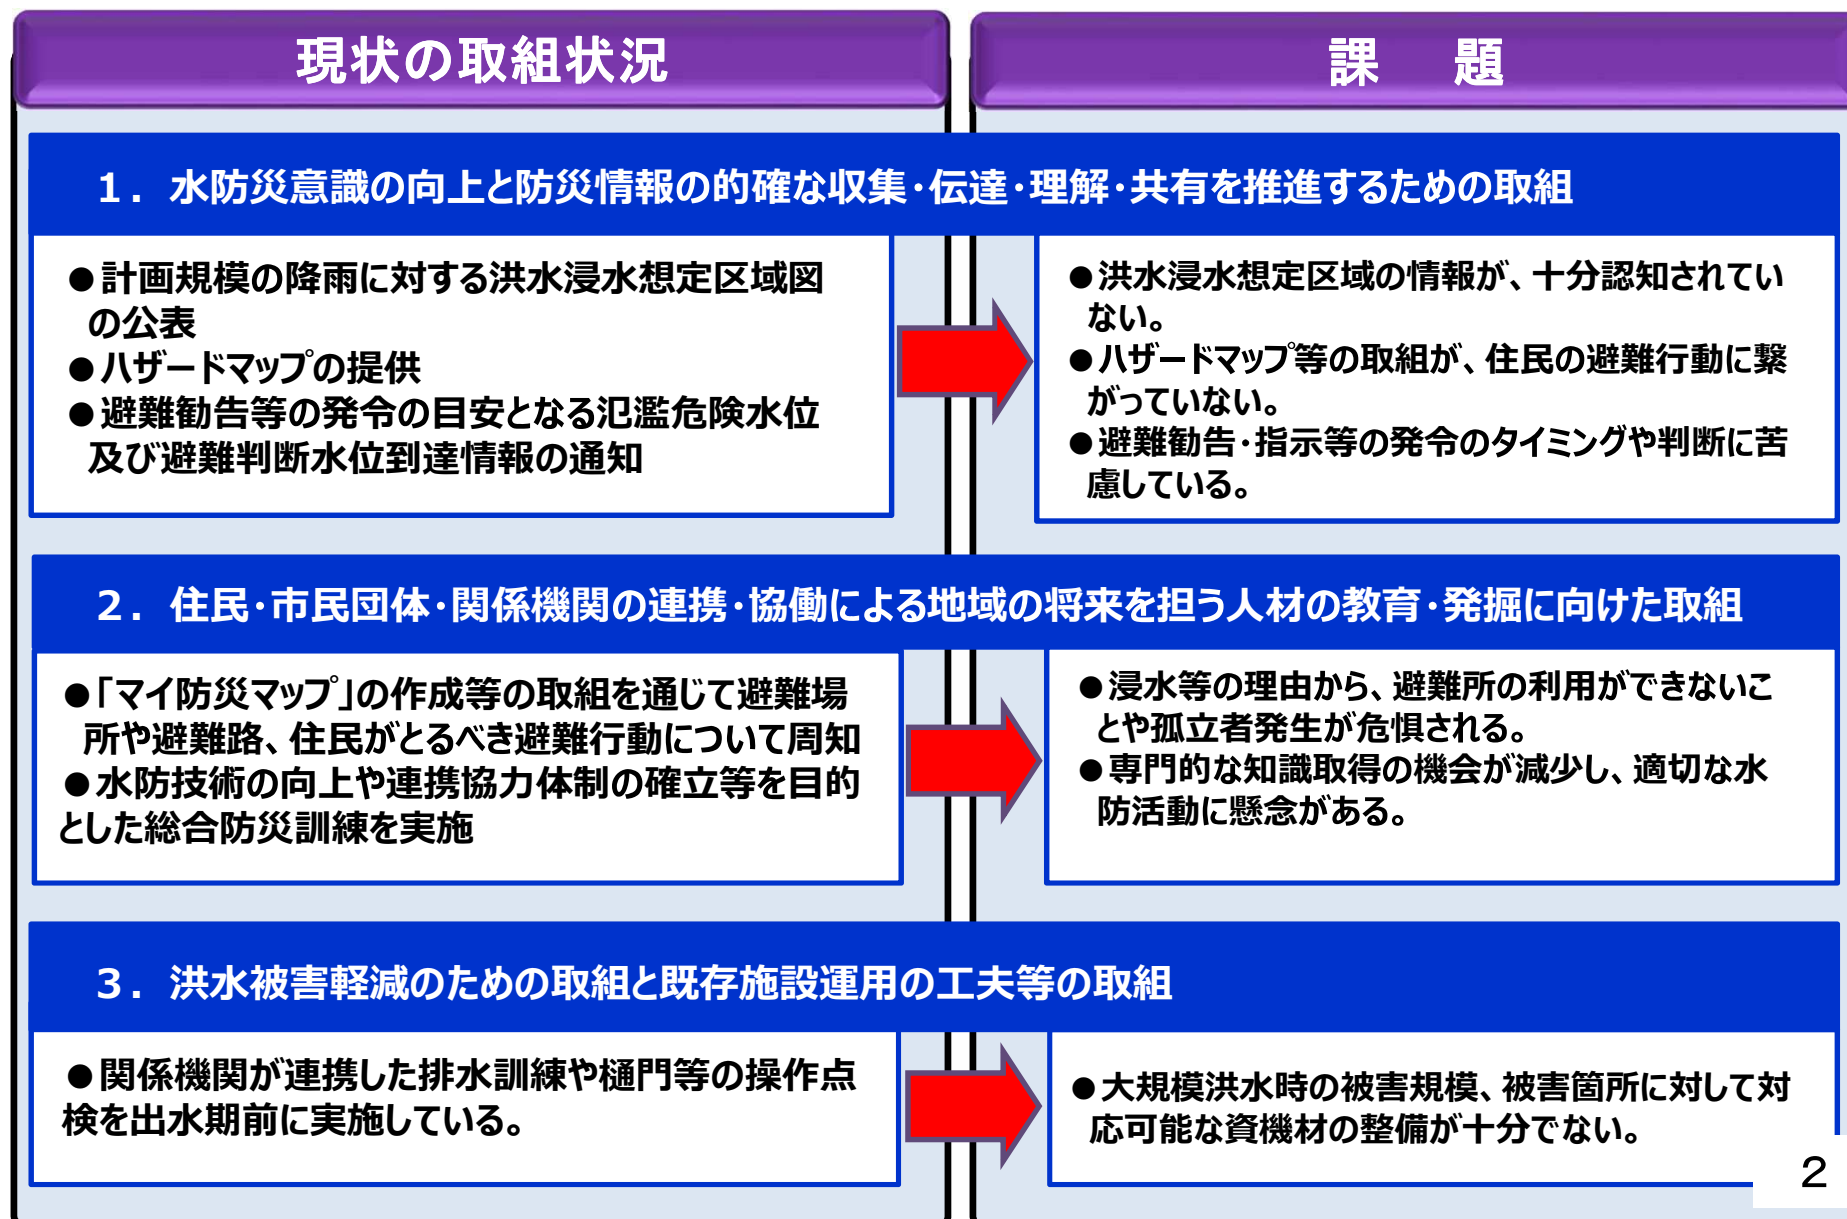 現状の取組状況
課　題
１．水防災意識の向上と防災情報の的確な収集・伝達・理解・共有を推進するための取組
●計画規模の降雨に対する洪水浸水想定区域図
の公表
●ハザードマップの提供
●避難勧告等の発令の目安となる氾濫危険水位
及び避難判断水位到達情報の通知
●洪水浸水想定区域の情報が、十分認知されてい
ない。
●ハザードマップ等の取組が、住民の避難行動に繋
がっていない。
●避難勧告・指示等の発令のタイミングや判断に苦
慮している。
２．住民・市民団体・関係機関の連携・協働による地域の将来を担う人材の教育・発掘に向けた取組
●「マイ防災マップ」の作成等の取組を通じて避難場
所や避難路、住民がとるべき避難行動について周知
●水防技術の向上や連携協力体制の確立等を目的
とした総合防災訓練を実施
●浸水等の理由から、避難所の利用ができないこ
とや孤立者発生が危惧される。
●専門的な知識取得の機会が減少し、適切な水
防活動に懸念がある。
３．洪水被害軽減のための取組と既存施設運用の工夫等の取組
●関係機関が連携した排水訓練や樋門等の操作点
検を出水期前に実施している。
●大規模洪水時の被害規模、被害箇所に対して対
応可能な資機材の整備が十分でない。
2